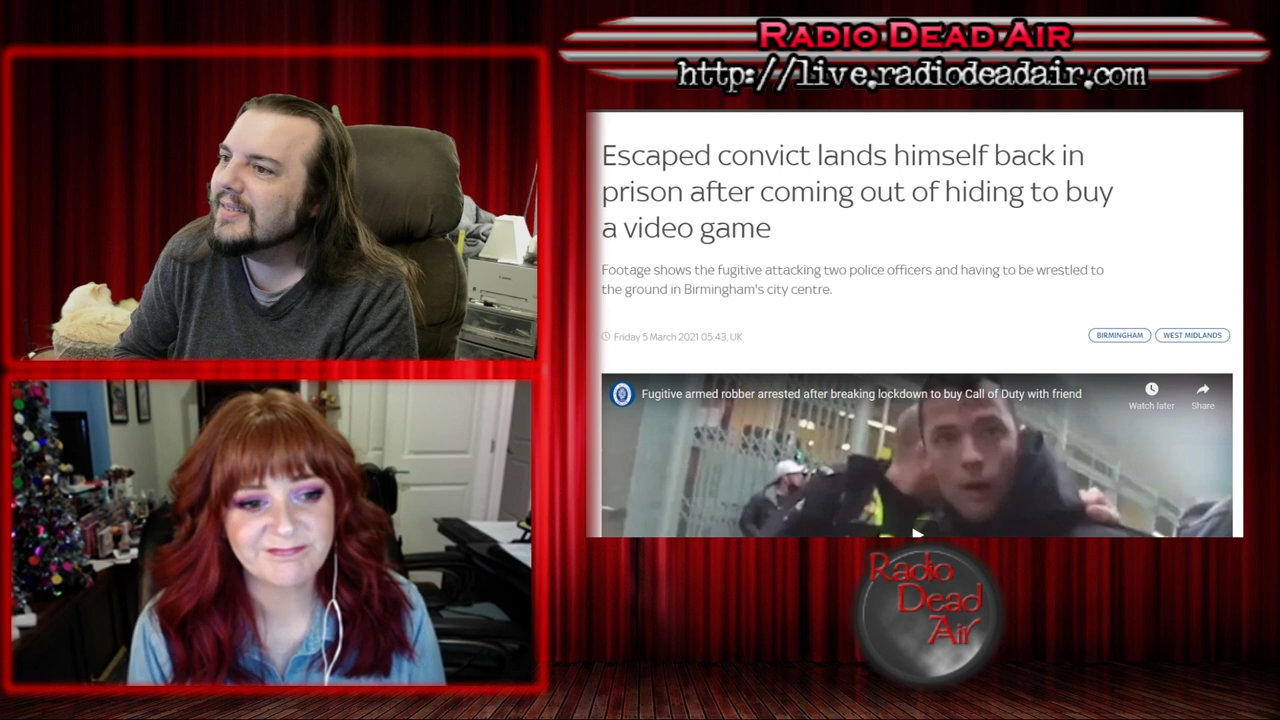 Radio Dead Air
http://live.radiodeadair.com
Escaped convict lands himself back in
prison after coming out of hiding to buy
a video game
Footage shows the fugitive attacking two police officers and having to be wrestled to
the ground in Birmingham's city centre.
Friday 5 March 2021 05:43, UK
BIRMINGHAM
WEST MIDLANDS
Fugitive armed robber arrested after breaking lockdown to buy Call of Duty with friend
Watch later
Share
Radio
Dead
Air
Canon